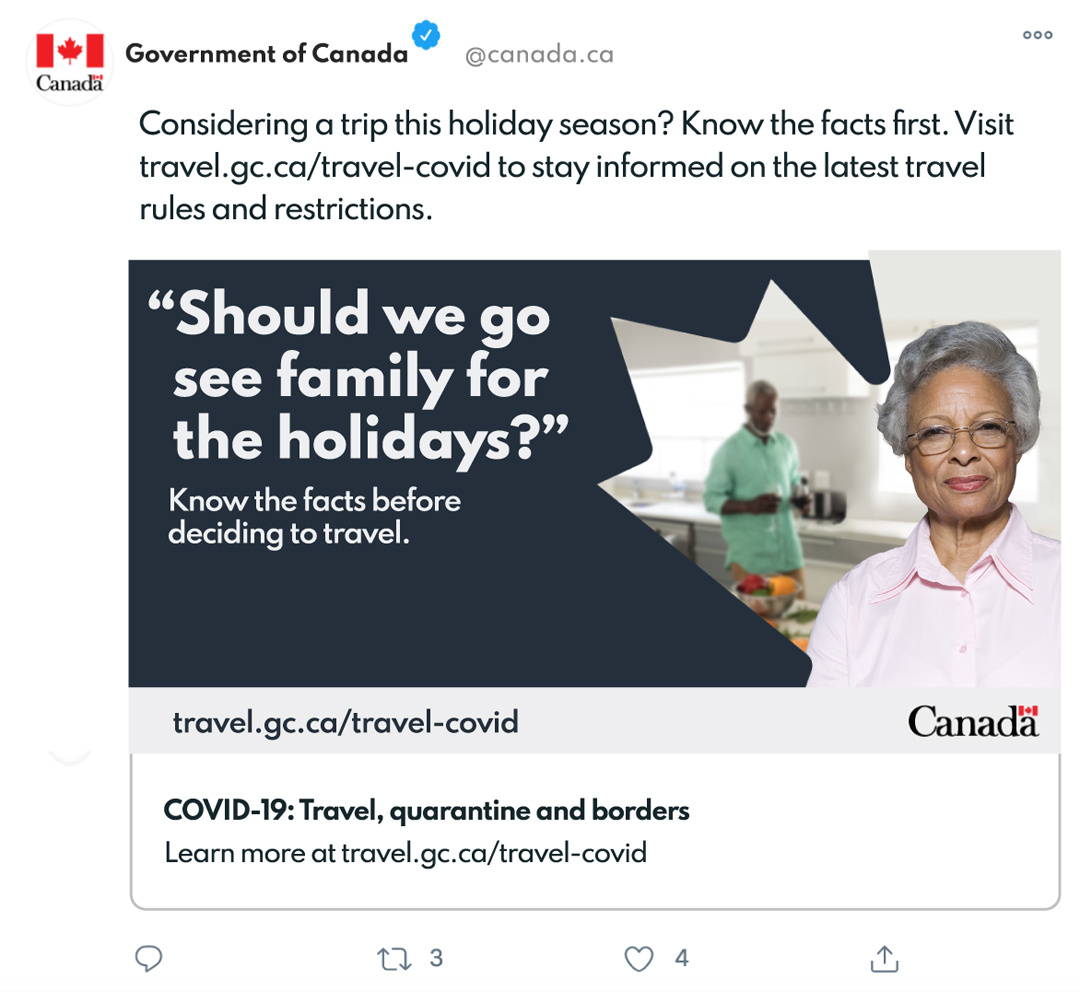 Canada
Government of Canada @canada.ca
Considering a trip this holiday season? Know the facts first. Visit
travel.gc.ca/travel-covid to stay informed on the latest travel
rules and restrictions.
“Should we go
see family for
the holidays?”
Know the facts before
deciding to travel.
travel.gc.ca/travel-covid
Canada
COVID-19: Travel, quarantine and borders
Learn more at travel.gc.ca/travel-covid
3 4